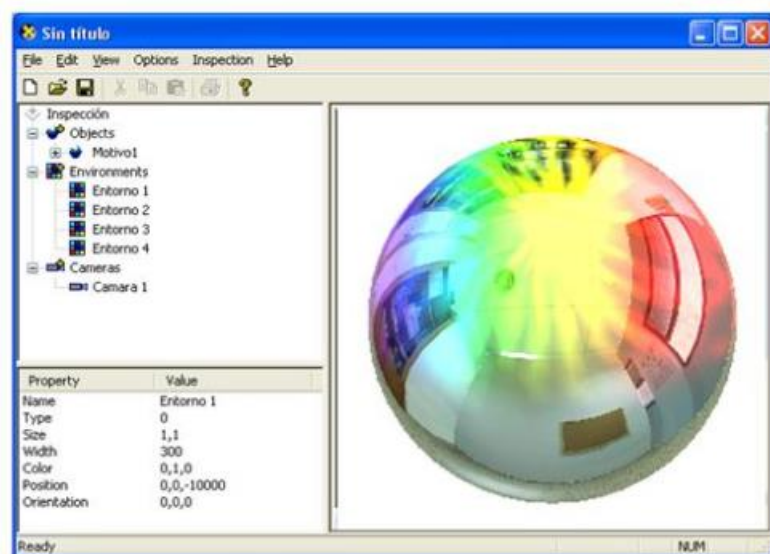 Sin título
File Edit View Options Inspection Help
Inspección
Objects
Motivo1
Environments
Entorno 1
Entorno 2
Entorno 3
Entorno 4
Cameras
Camara 1
Property Value
Name Entorno 1
Type 0
Size 1,1
Width 300
Color 0,1,0
Position 0,0,-10000
Orientation 0,0,0
Ready NUM